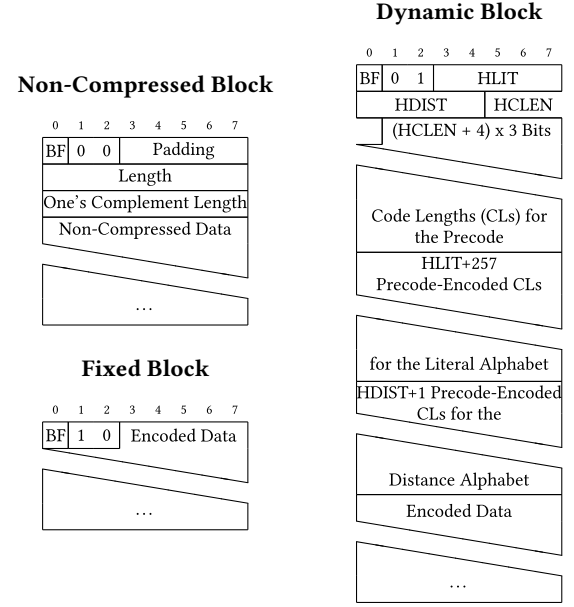 Non-Compressed Block
0 1 2 3 4 5 6 7
BF 0 0 Padding
Length
One's Complement Length
Non-Compressed Data
...
Fixed Block
0 1 2 3 4 5 6 7
BF 1 0 Encoded Data
...
Dynamic Block
0 1 2 3 4 5 6 7
BF 0 1 HLIT
HDIST HCLEN
(HCLEN + 4) x 3 Bits
Code Lengths (CLs) for
the Precode
HLIT+257
Precode-Encoded CLs
for the Literal Alphabet
HDIST+1 Precode-Encoded
CLs for the
Distance Alphabet
Encoded Data
...